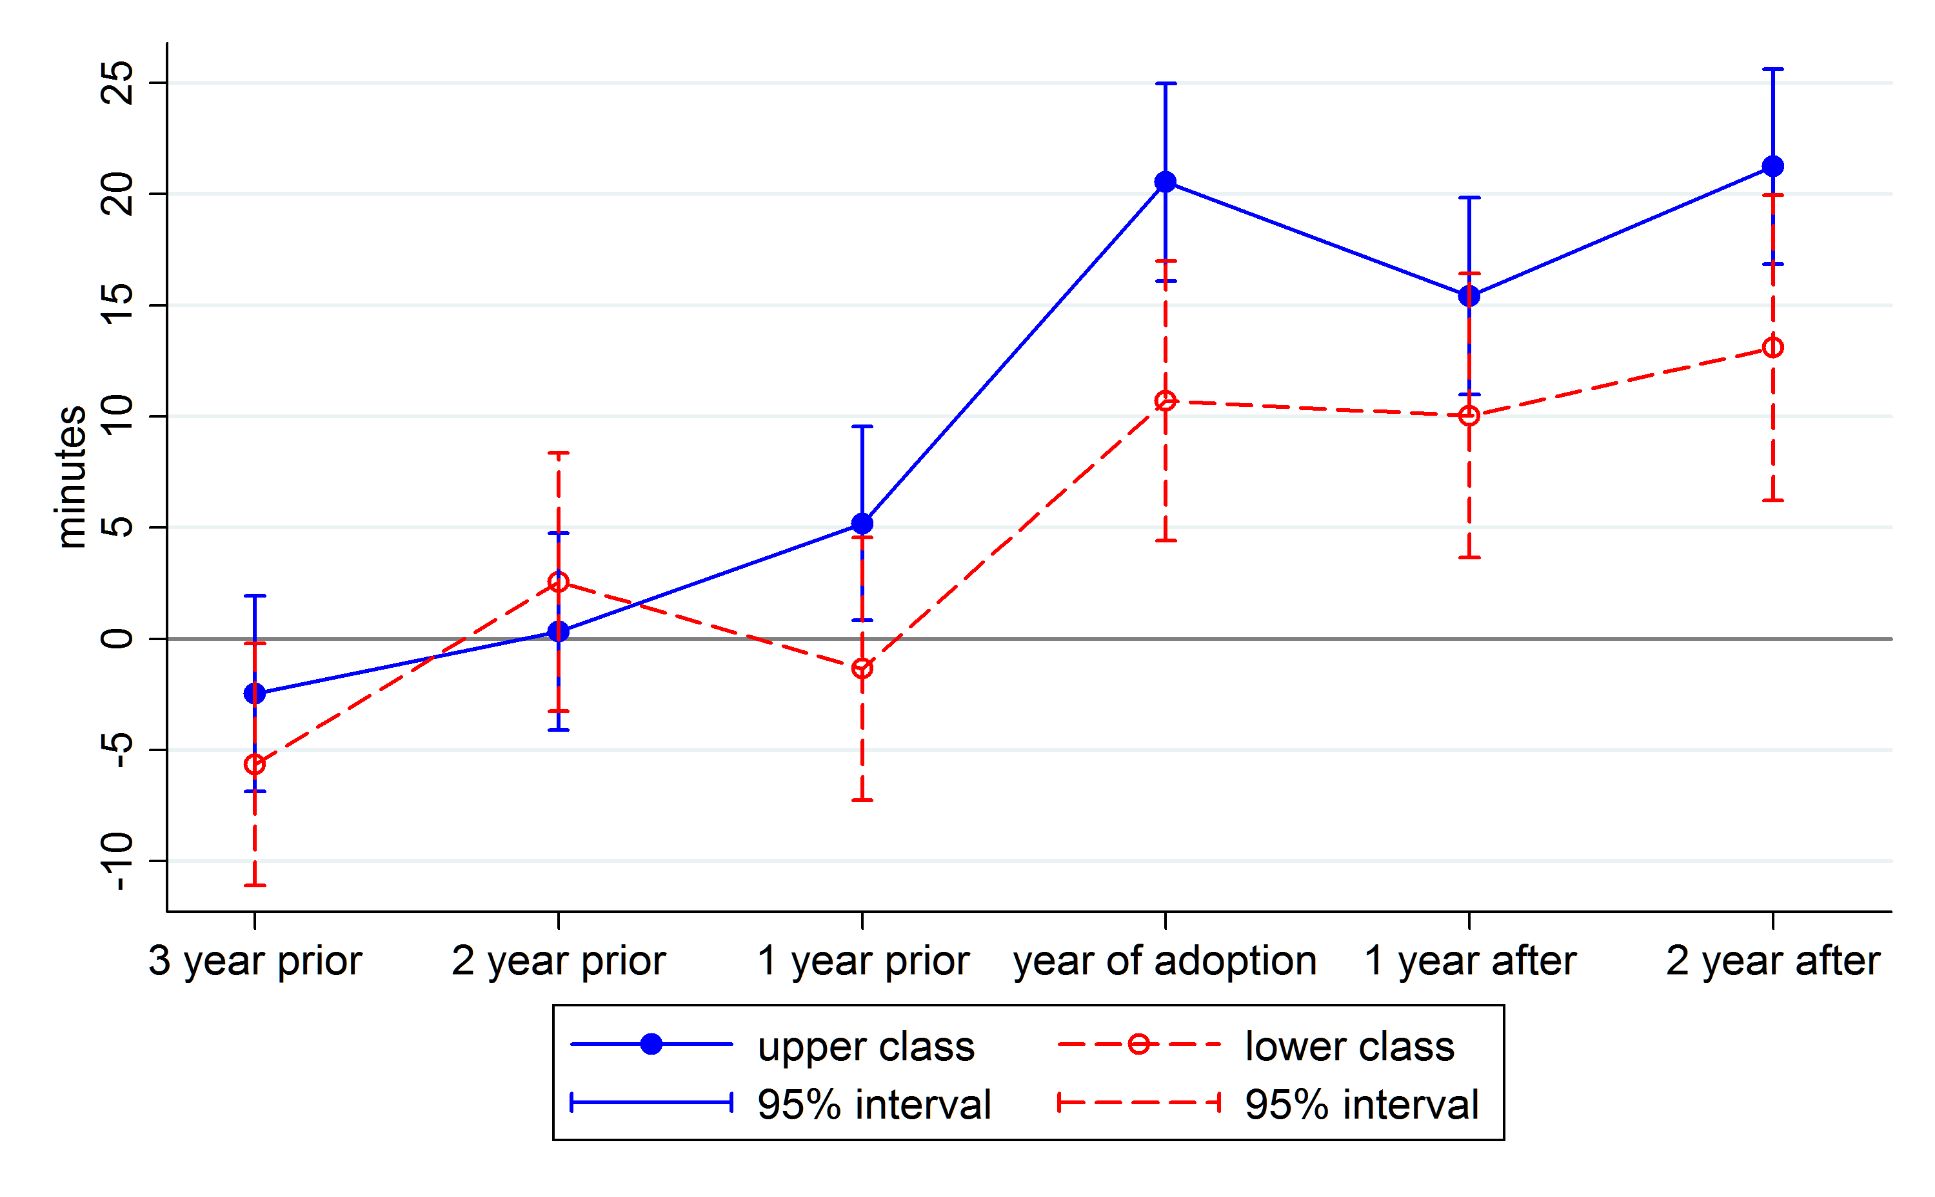 minutes
25
20
15
10
5
0
-5
-10
3 year prior 2 year prior 1 year prior year of adoption 1 year after 2 year after
upper class lower class
95% interval 95% interval